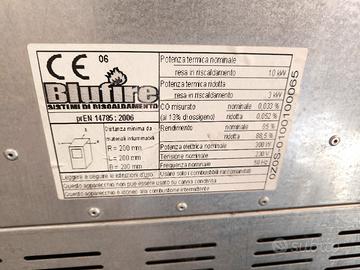 CE 06
Blufire
SISTEMI DI RISCALDAMENTO
prEN 14785 : 2006
Distanza minima da
materiali infiammabili
R = 200 mm
L = 200 mm
B = 200 mm
Leggere e seguire le istruzioni d'uso
Usare solo i combustibili raccomandati
Questo apparecchio non può essere usato su canna condivisa
Questo apparecchio è idoneo alla combustione intermittente
Potenza termica nominale
resa in riscaldamento 10 kW
Potenza termica ridotta
resa in riscaldamento 3 kW
CO misurato nominale 0,033 %
(al 13% di ossigeno) ridotta 0,052 %
Rendimento nominale 85 %
ridotta 88,5 %
Potenza elettrica nominale 300 W
Tensione nominale 230 V
Frequenza nominale 50 Hz
subito